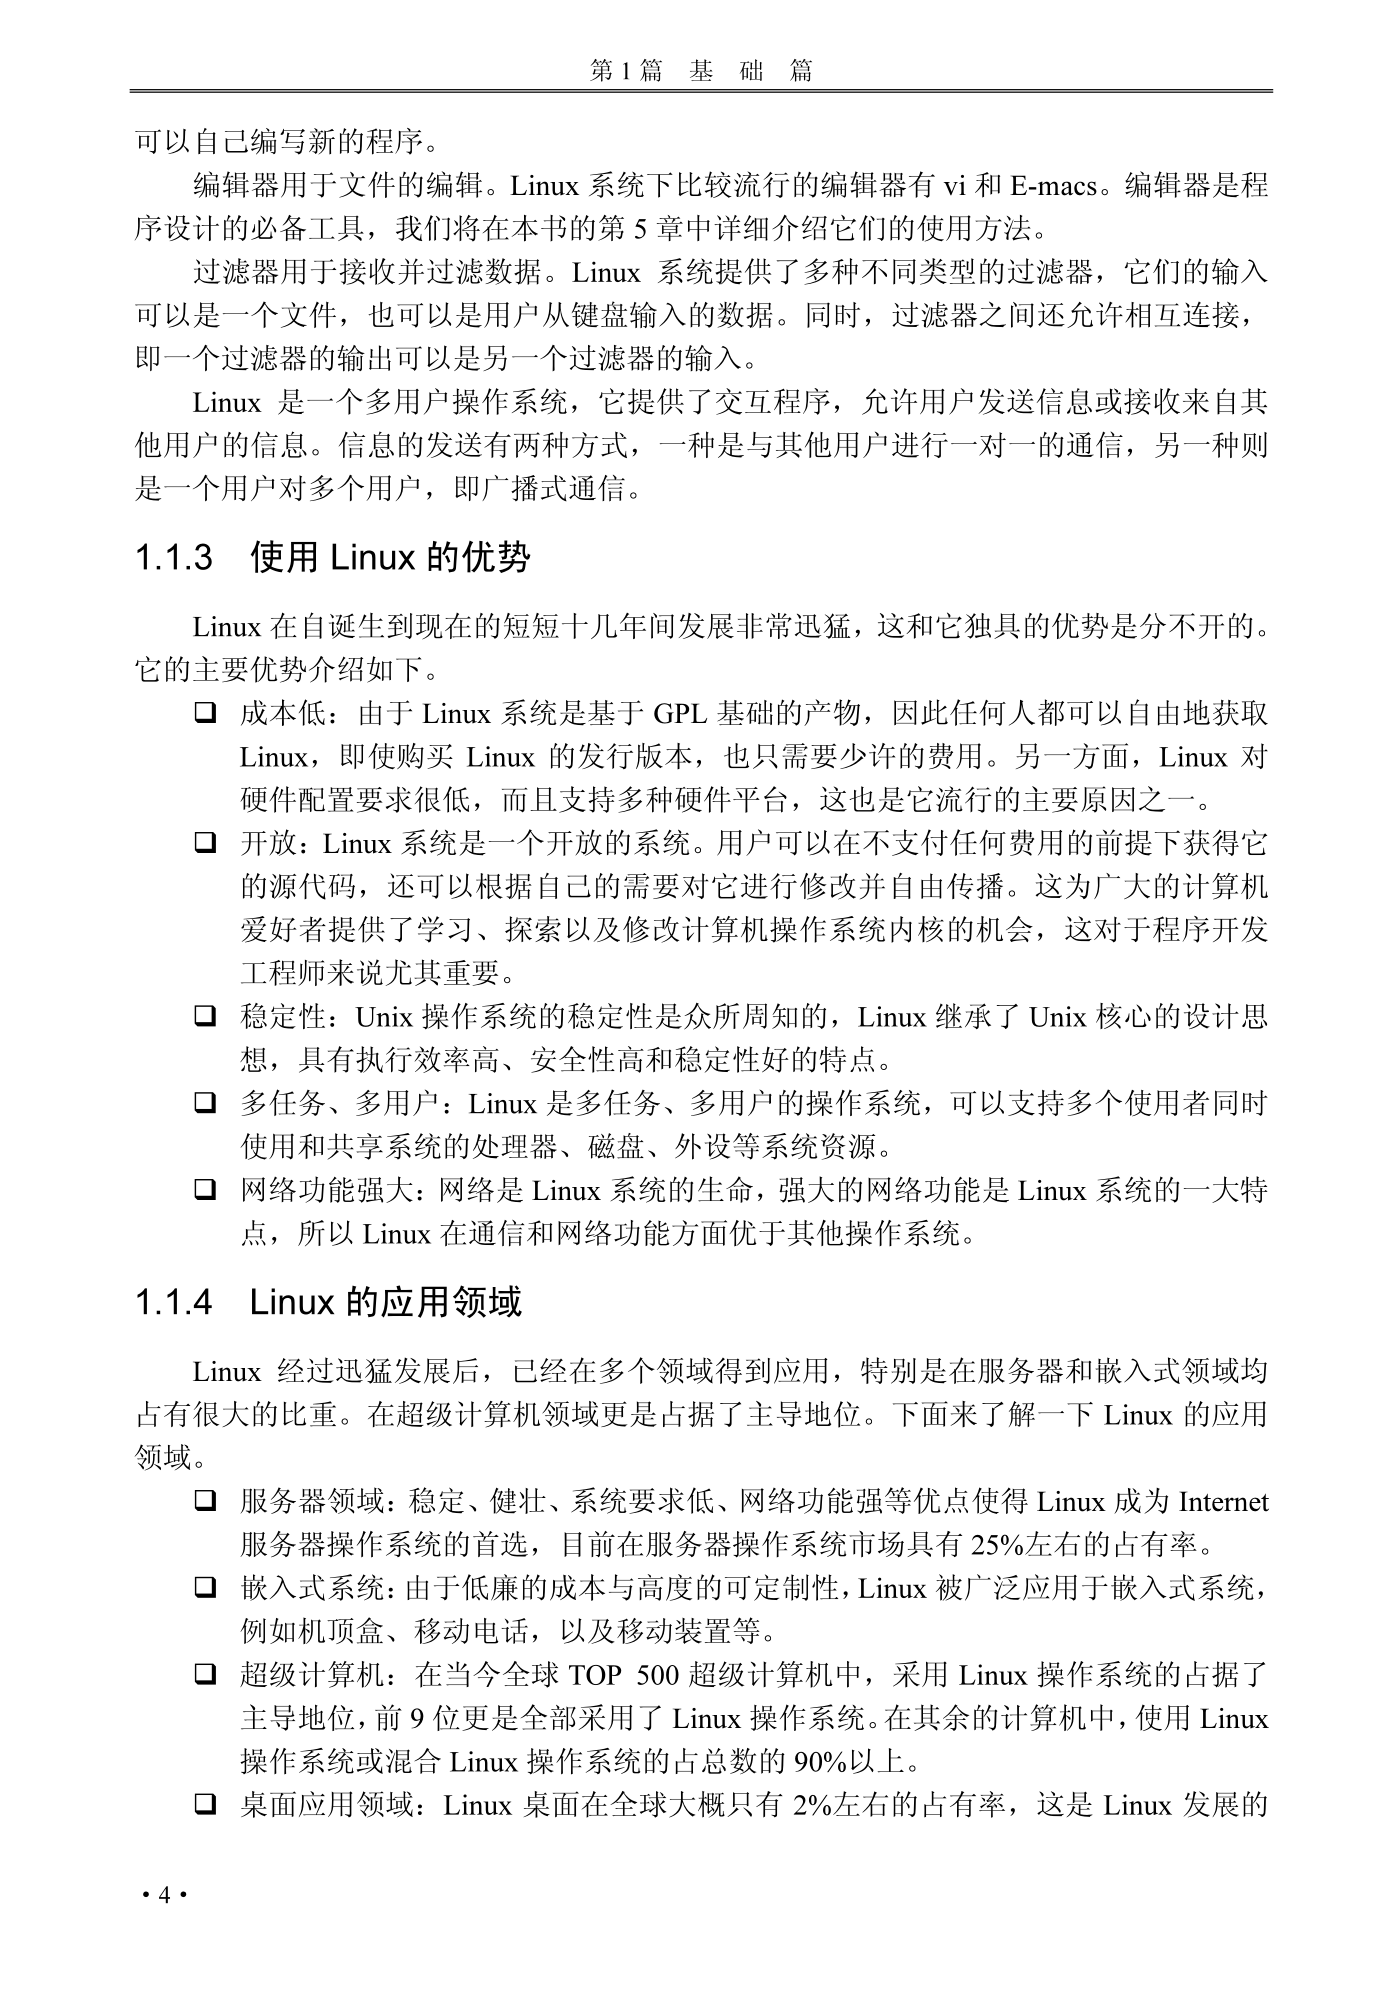 第 1 篇 基 础 篇
可以自己编写新的程序。
编辑器用于文件的编辑。Linux 系统下比较流行的编辑器有 vi 和 E-macs。编辑器是程
序设计的必备工具，我们将在本书的第 5 章中详细介绍它们的使用方法。
过滤器用于接收并过滤数据。Linux 系统提供了多种不同类型的过滤器，它们的输入
可以是一个文件，也可以是用户从键盘输入的数据。同时，过滤器之间还允许相互连接，
即一个过滤器的输出可以是另一个过滤器的输入。
Linux 是一个多用户操作系统，它提供了交互程序，允许用户发送信息或接收来自其
他用户的信息。信息的发送有两种方式，一种是与其他用户进行一对一的通信，另一种则
是一个用户对多个用户，即广播式通信。
1.1.3 使用 Linux 的优势
Linux 在自诞生到现在的短短十几年间发展非常迅猛，这和它独具的优势是分不开的。
它的主要优势介绍如下。
❑ 成本低：由于 Linux 系统是基于 GPL 基础的产物，因此任何人都可以自由地获取
Linux，即使购买 Linux 的发行版本，也只需要少许的费用。另一方面，Linux 对
硬件配置要求很低，而且支持多种硬件平台，这也是它流行的主要原因之一。
❑ 开放：Linux 系统是一个开放的系统。用户可以在不支付任何费用的前提下获得它
的源代码，还可以根据自己的需要对它进行修改并自由传播。这为广大的计算机
爱好者提供了学习、探索以及修改计算机操作系统内核的机会，这对于程序开发
工程师来说尤其重要。
❑ 稳定性：Unix 操作系统的稳定性是众所周知的，Linux 继承了 Unix 核心的设计思
想，具有执行效率高、安全性高和稳定性好的特点。
❑ 多任务、多用户：Linux 是多任务、多用户的操作系统，可以支持多个使用者同时
使用和共享系统的处理器、磁盘、外设等系统资源。
❑ 网络功能强大：网络是 Linux 系统的生命，强大的网络功能是 Linux 系统的一大特
点，所以 Linux 在通信和网络功能方面优于其他操作系统。
1.1.4 Linux 的应用领域
Linux 经过迅猛发展后，已经在多个领域得到应用，特别是在服务器和嵌入式领域均
占有很大的比重。在超级计算机领域更是占据了主导地位。下面来了解一下 Linux 的应用
领域。
❑ 服务器领域：稳定、健壮、系统要求低、网络功能强等优点使得 Linux 成为 Internet
服务器操作系统的首选，目前在服务器操作系统市场具有 25%左右的占有率。
❑ 嵌入式系统：由于低廉的成本与高度的可定制性，Linux 被广泛应用于嵌入式系统，
例如机顶盒、移动电话，以及移动装置等。
❑ 超级计算机：在当今全球 TOP 500 超级计算机中，采用 Linux 操作系统的占据了
主导地位，前 9 位更是全部采用了 Linux 操作系统。在其余的计算机中，使用 Linux
操作系统或混合 Linux 操作系统的占总数的 90%以上。
❑ 桌面应用领域：Linux 桌面在全球大概只有 2%左右的占有率，这是 Linux 发展的
• 4 •